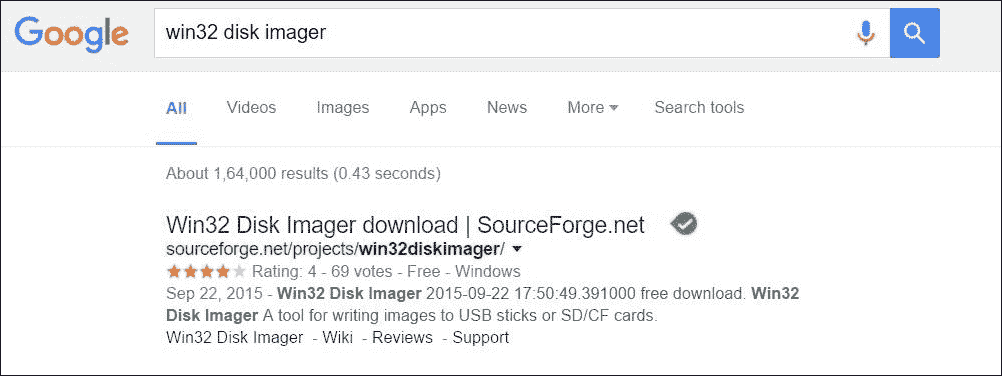 Google
win32 disk imager
All Videos Images Apps News More Search tools
About 1,64,000 results (0.43 seconds)
Win32 Disk Imager download | SourceForge.net
sourceforge.net/projects/win32diskimager/
Rating: 4 - 69 votes - Free - Windows
Sep 22, 2015 - Win32 Disk Imager 2015-09-22 17:50:49.391000 free download. Win32
Disk Imager A tool for writing images to USB sticks or SD/CF cards.
Win32 Disk Imager - Wiki - Reviews - Support